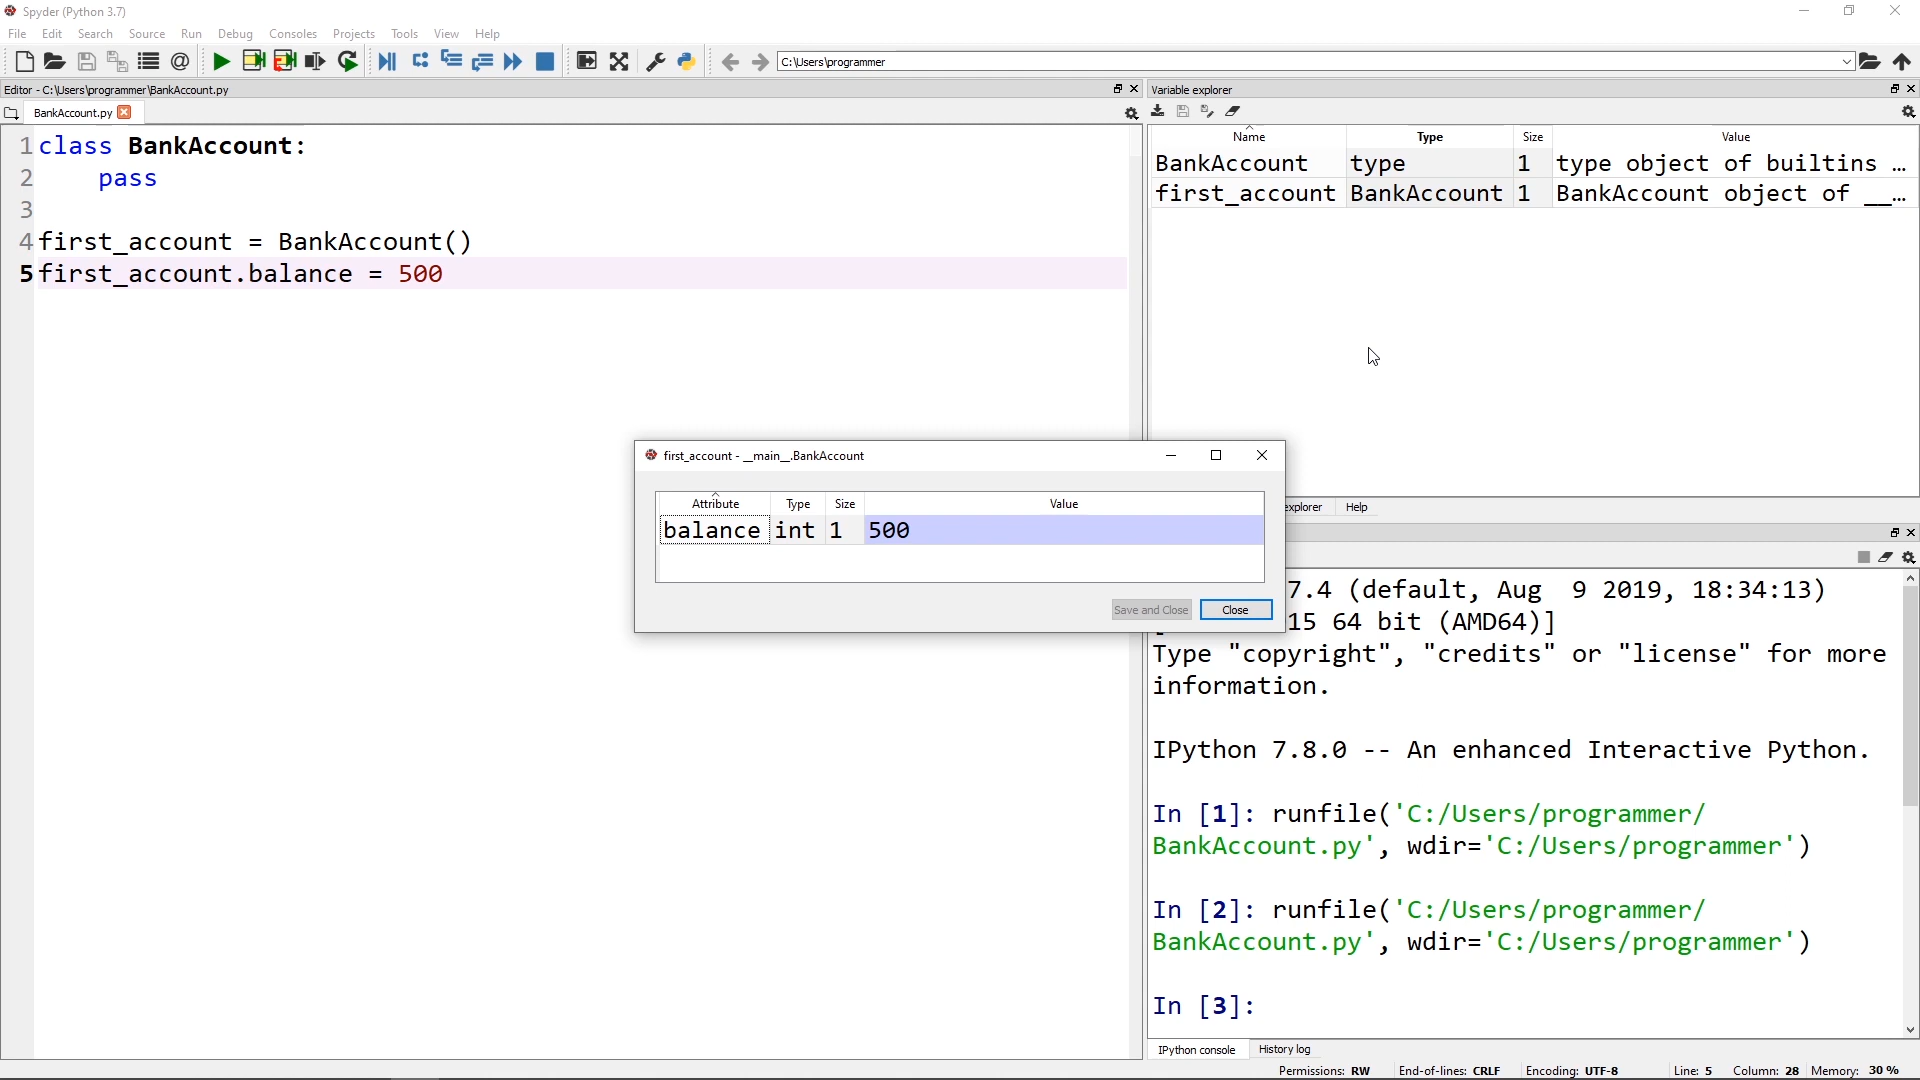 Spyder (Python 3.7)
File Edit Search Source Run Debug Consoles Projects Tools View Help
C:\Users\programmer
Editor - C:\Users\programmer\BankAccount.py
BankAccount.py
1 class BankAccount:
2 pass
3
4 first_account = BankAccount()
5 first_account.balance = 500
Variable explorer
Name Type Size Value
BankAccount type 1 type object of builtins ...
first_account BankAccount 1 BankAccount object of __...
first_account - __main__.BankAccount
Attribute Type Size Value
balance int 1 500
Save and Close Close
explorer Help
7.4 (default, Aug 9 2019, 18:34:13)
15 64 bit (AMD64)]
Type "copyright", "credits" or "license" for more
information.
IPython 7.8.0 -- An enhanced Interactive Python.
In [1]: runfile('C:/Users/programmer/
BankAccount.py', wdir='C:/Users/programmer')
In [2]: runfile('C:/Users/programmer/
BankAccount.py', wdir='C:/Users/programmer')
In [3]:
IPython console History log
Permissions: RW End-of-lines: CRLF Encoding: UTF-8 Line: 5 Column: 28 Memory: 30 %